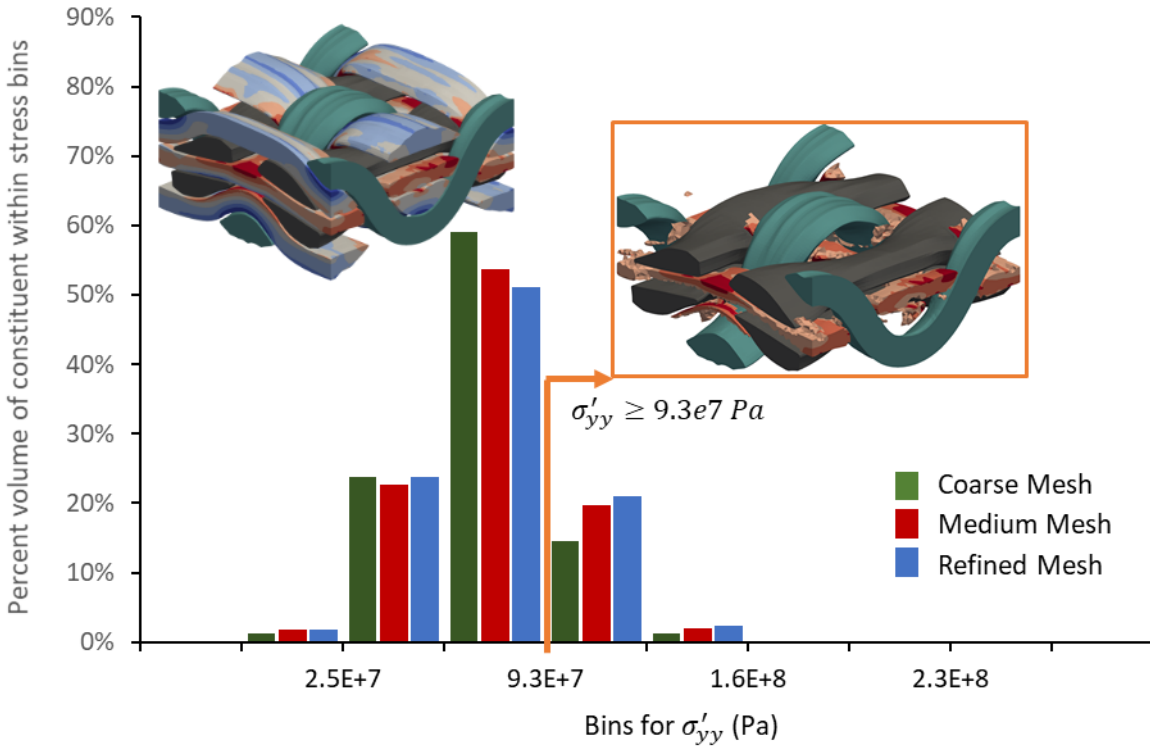 90%
80%
70%
60%
50%
40%
30%
20%
10%
0%
Percent volume of constituent within stress bins
σ′yy ≥ 9.3e7 Pa
Coarse Mesh
Medium Mesh
Refined Mesh
2.5E+7 9.3E+7 1.6E+8 2.3E+8
Bins for σ′yy (Pa)